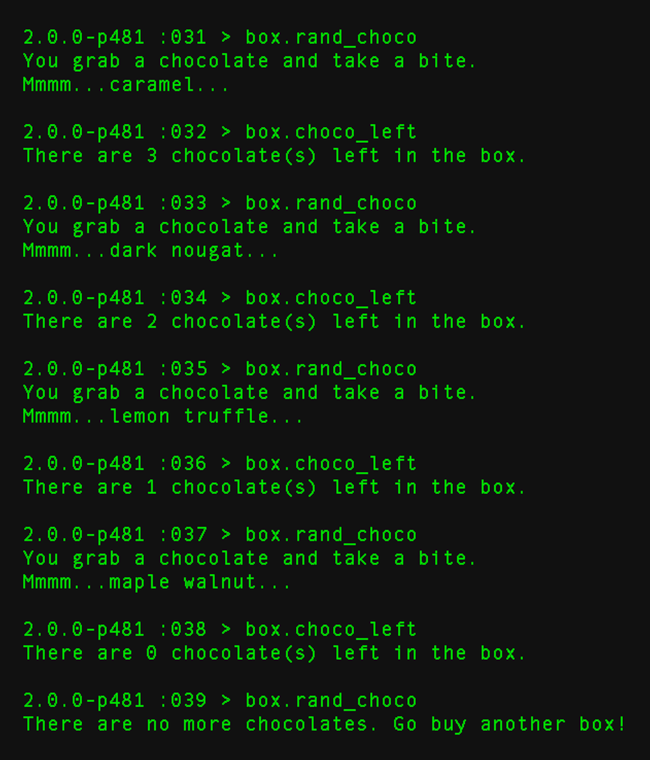 2.0.0-p481 :031 > box.rand_choco
You grab a chocolate and take a bite.
Mmmm...caramel...
2.0.0-p481 :032 > box.choco_left
There are 3 chocolate(s) left in the box.
2.0.0-p481 :033 > box.rand_choco
You grab a chocolate and take a bite.
Mmmm...dark nougat...
2.0.0-p481 :034 > box.choco_left
There are 2 chocolate(s) left in the box.
2.0.0-p481 :035 > box.rand_choco
You grab a chocolate and take a bite.
Mmmm...lemon truffle...
2.0.0-p481 :036 > box.choco_left
There are 1 chocolate(s) left in the box.
2.0.0-p481 :037 > box.rand_choco
You grab a chocolate and take a bite.
Mmmm...maple walnut...
2.0.0-p481 :038 > box.choco_left
There are 0 chocolate(s) left in the box.
2.0.0-p481 :039 > box.rand_choco
There are no more chocolates. Go buy another box!